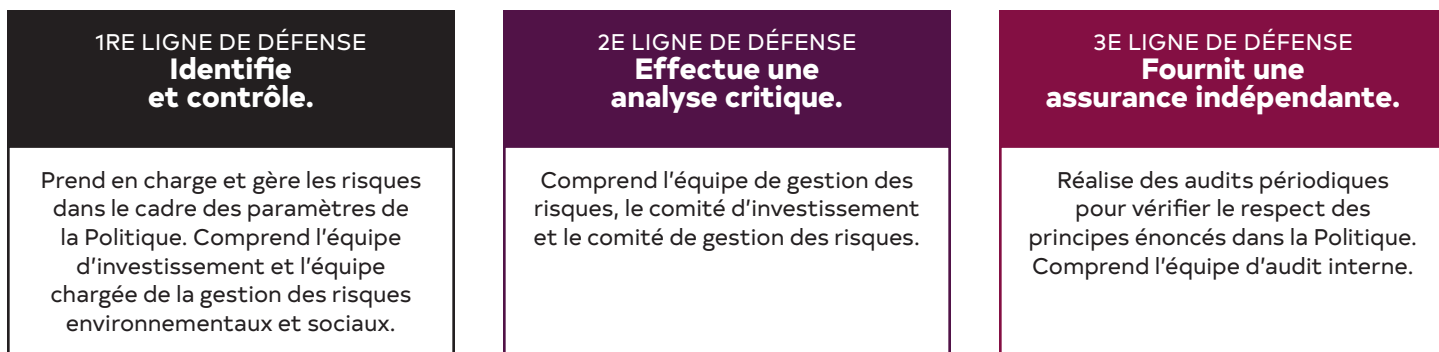 1RE LIGNE DE DÉFENSE
Identifie
et contrôle.
Prend en charge et gère les risques
dans le cadre des paramètres de
la Politique. Comprend l’équipe
d’investissement et l’équipe
chargée de la gestion des risques
environnementaux et sociaux.
2E LIGNE DE DÉFENSE
Effectue une
analyse critique.
Comprend l’équipe de gestion des
risques, le comité d’investissement
et le comité de gestion des risques.
3E LIGNE DE DÉFENSE
Fournit une
assurance indépendante.
Réalise des audits périodiques
pour vérifier le respect des
principes énoncés dans la Politique.
Comprend l’équipe d’audit interne.